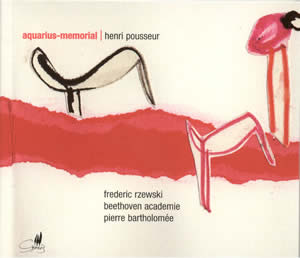 aquarius-memorial | henri pousseur
frederic rzewski
beethoven academie
pierre bartholomée